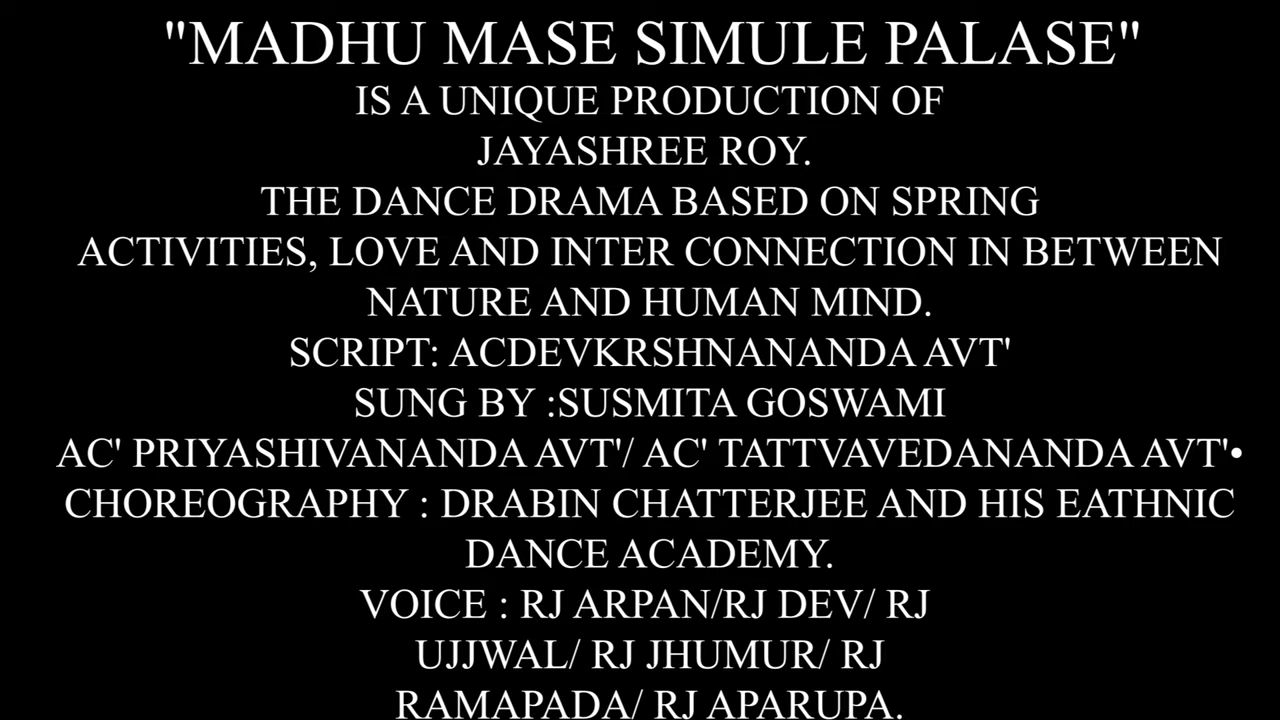 "MADHU MASE SIMULE PALASE"
IS A UNIQUE PRODUCTION OF
JAYASHREE ROY.
THE DANCE DRAMA BASED ON SPRING
ACTIVITIES, LOVE AND INTER CONNECTION IN BETWEEN
NATURE AND HUMAN MIND.
SCRIPT: ACDEVKRSHNANANDA AVT'
SUNG BY :SUSMITA GOSWAMI
AC' PRIYASHIVANANDA AVT'/ AC' TATTVAVEDANANDA AVT'•
CHOREOGRAPHY : DRABIN CHATTERJEE AND HIS EATHNIC
DANCE ACADEMY.
VOICE : RJ ARPAN/RJ DEV/ RJ
UJJWAL/ RJ JHUMUR/ RJ
RAMAPADA/ RJ APARUPA.